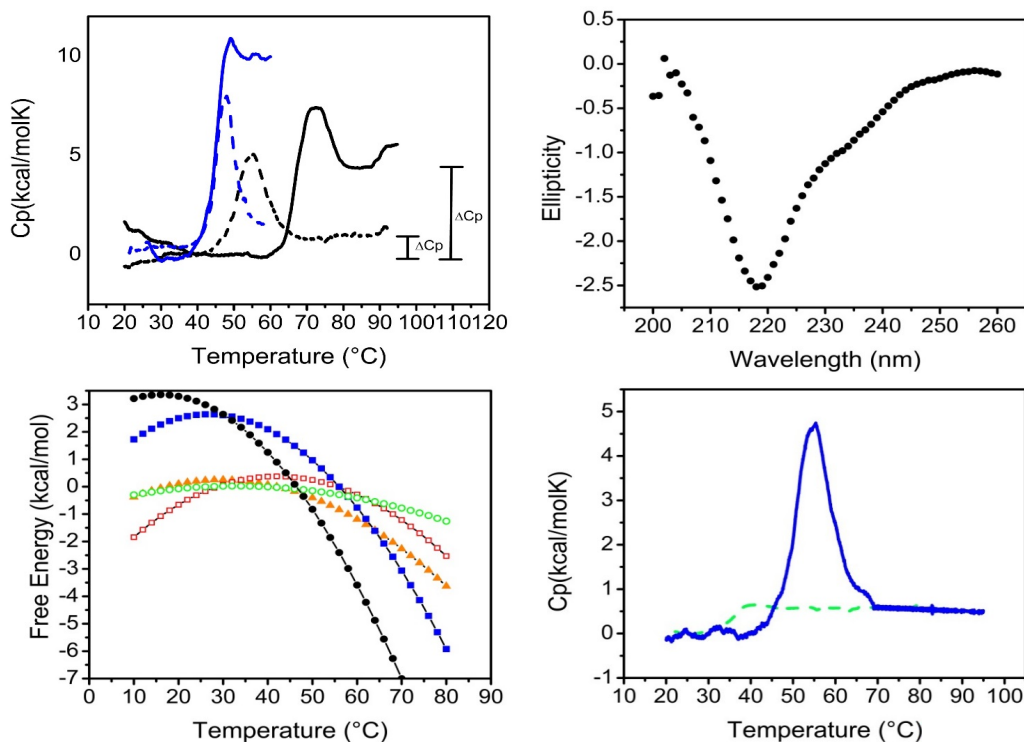 Cp(kcal/molK)
10
5
0
ΔCp
ΔCp
10 20 30 40 50 60 70 80 90 100110120
Temperature (°C)
Ellipticity
0.5
0.0
-0.5
-1.0
-1.5
-2.0
-2.5
200 210 220 230 240 250 260
Wavelength (nm)
Free Energy (kcal/mol)
3
2
1
0
-1
-2
-3
-4
-5
-6
-7
0 10 20 30 40 50 60 70 80 90
Temperature (°C)
Cp(kcal/molK)
5
4
3
2
1
0
-1
10 20 30 40 50 60 70 80 90 100
Temperature (°C)